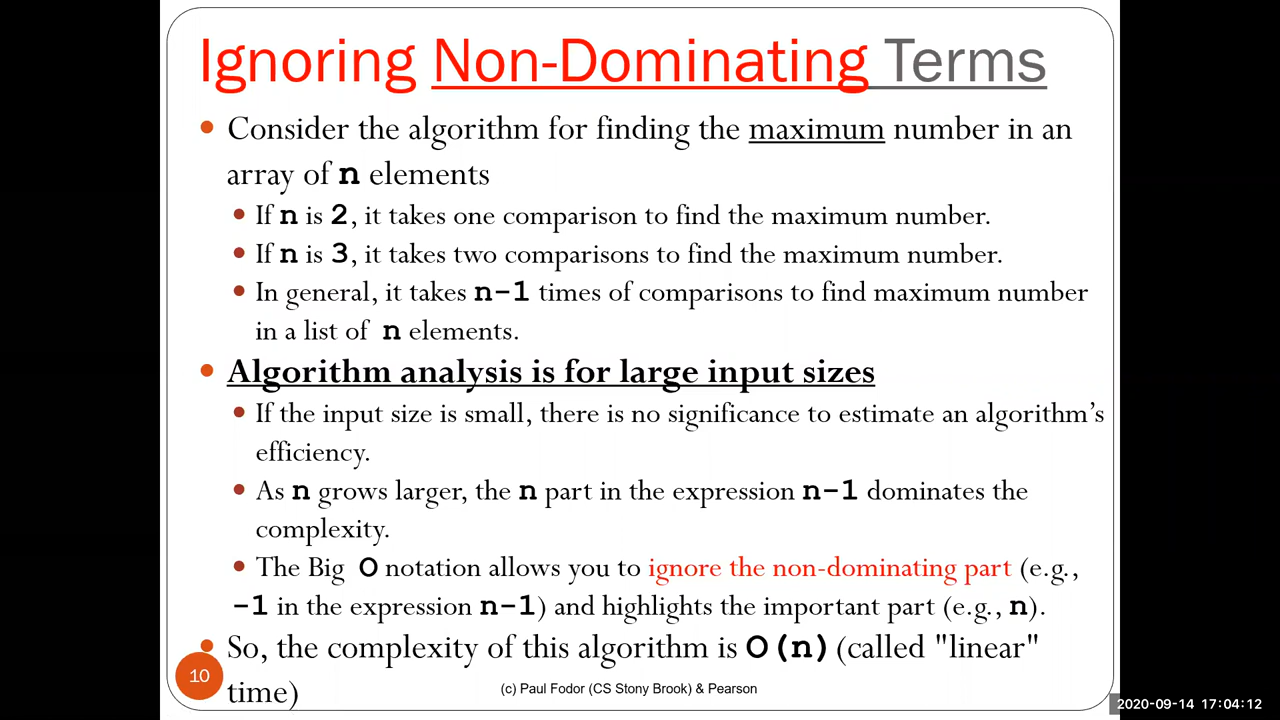 Ignoring Non-Dominating Terms
• Consider the algorithm for finding the maximum number in an
array of n elements
• If n is 2, it takes one comparison to find the maximum number.
• If n is 3, it takes two comparisons to find the maximum number.
• In general, it takes n-1 times of comparisons to find maximum number
in a list of n elements.
• Algorithm analysis is for large input sizes
• If the input size is small, there is no significance to estimate an algorithm's
efficiency.
• As n grows larger, the n part in the expression n-1 dominates the
complexity.
• The Big O notation allows you to ignore the non-dominating part (e.g.,
-1 in the expression n-1) and highlights the important part (e.g., n).
• So, the complexity of this algorithm is O(n) (called "linear"
time)
10
(c) Paul Fodor (CS Stony Brook) & Pearson
2020-09-14 17:04:12